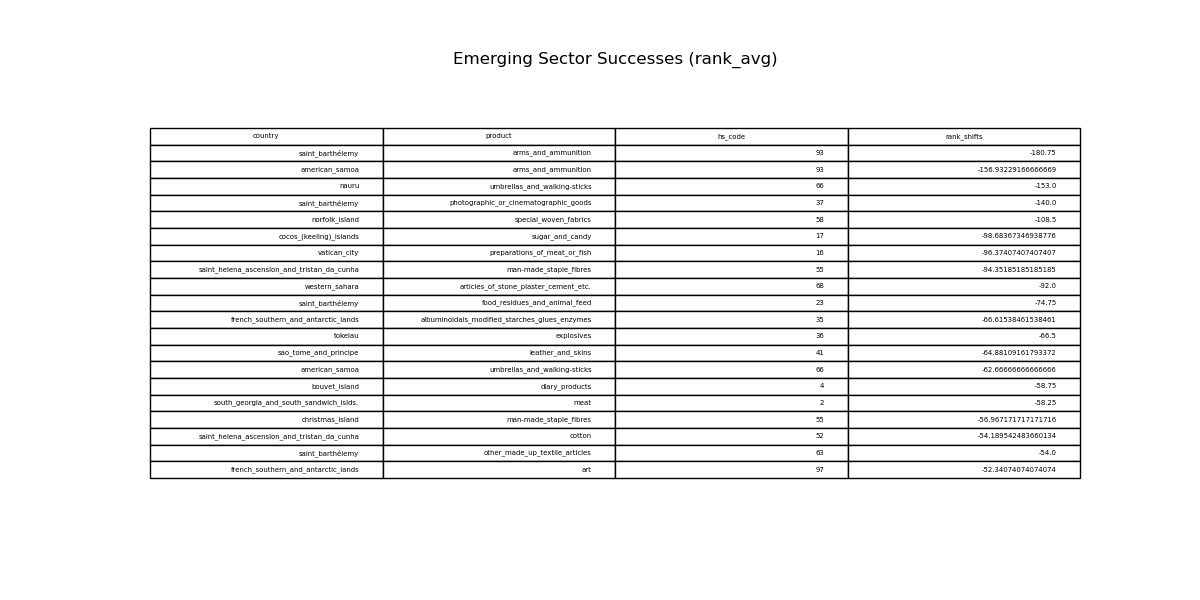 Emerging Sector Successes (rank_avg)
country product hs_code rank_shifts
saint_barthélemy arms_and_ammunition 93 -180.75
american_samoa arms_and_ammunition 93 -156.93229166666669
nauru umbrellas_and_walking-sticks 66 -153.0
saint_barthélemy photographic_or_cinematographic_goods 37 -140.0
norfolk_island special_woven_fabrics 58 -108.5
cocos_(keeling)_islands sugar_and_candy 17 -98.68367346938776
vatican_city preparations_of_meat_or_fish 16 -96.37407407407407
saint_helena_ascension_and_tristan_da_cunha man-made_staple_fibres 55 -94.35185185185185
western_sahara articles_of_stone_plaster_cement_etc. 68 -92.0
saint_barthélemy food_residues_and_animal_feed 23 -74.75
french_southern_and_antarctic_lands albuminoidals_modified_starches_glues_enzymes 35 -66.61538461538461
tokelau explosives 36 -66.5
sao_tome_and_principe leather_and_skins 41 -64.88109161793372
american_samoa umbrellas_and_walking-sticks 66 -62.66666666666666
bouvet_island diary_products 4 -58.75
south_georgia_and_south_sandwich_islds. meat 2 -58.25
christmas_island man-made_staple_fibres 55 -56.967171717171716
saint_helena_ascension_and_tristan_da_cunha cotton 52 -54.189542483660134
saint_barthélemy other_made_up_textile_articles 63 -54.0
french_southern_and_antarctic_lands art 97 -52.34074074074074